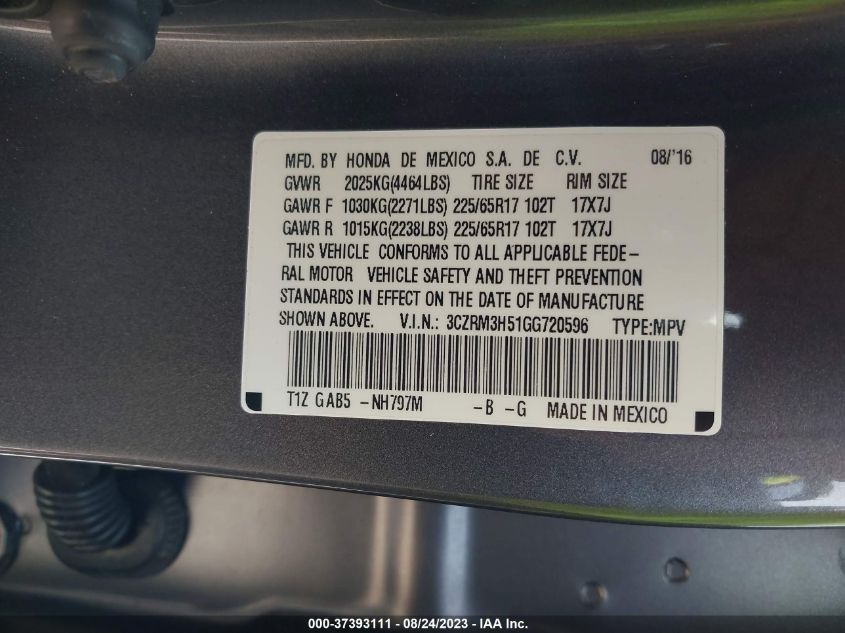 MFD. BY HONDA DE MEXICO S.A. DE C.V. 08/'16
GVWR 2025KG(4464LBS) TIRE SIZE RIM SIZE
GAWR F 1030KG(2271LBS) 225/65R17 102T 17X7J
GAWR R 1015KG(2238LBS) 225/65R17 102T 17X7J
THIS VEHICLE CONFORMS TO ALL APPLICABLE FEDE-
RAL MOTOR VEHICLE SAFETY AND THEFT PREVENTION
STANDARDS IN EFFECT ON THE DATE OF MANUFACTURE
SHOWN ABOVE. V.I.N.: 3CZRM3H51GG720596 TYPE:MPV
T1Z GAB5 -NH797M -B -G MADE IN MEXICO
000-37393111 - 08/24/2023 - IAA Inc.